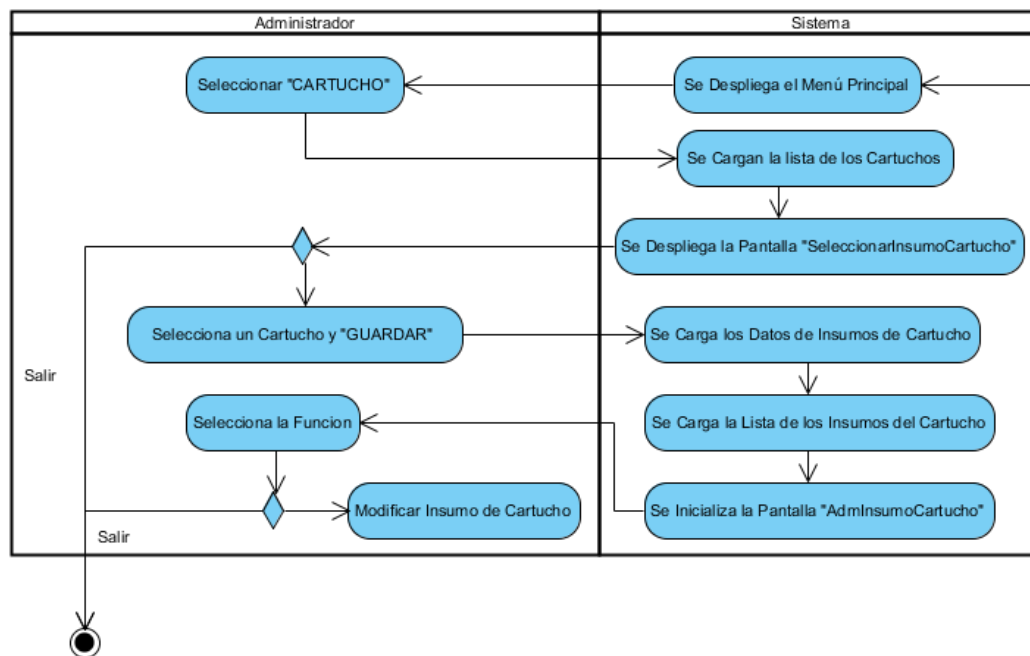 Administrador
Sistema
Seleccionar "CARTUCHO"
Se Despliega el Menú Principal
Se Cargan la lista de los Cartuchos
Se Despliega la Pantalla "SeleccionarInsumoCartucho"
Selecciona un Cartucho y "GUARDAR"
Se Carga los Datos de Insumos de Cartucho
Salir
Selecciona la Funcion
Se Carga la Lista de los Insumos del Cartucho
Modificar Insumo de Cartucho
Se Inicializa la Pantalla "AdmInsumoCartucho"
Salir